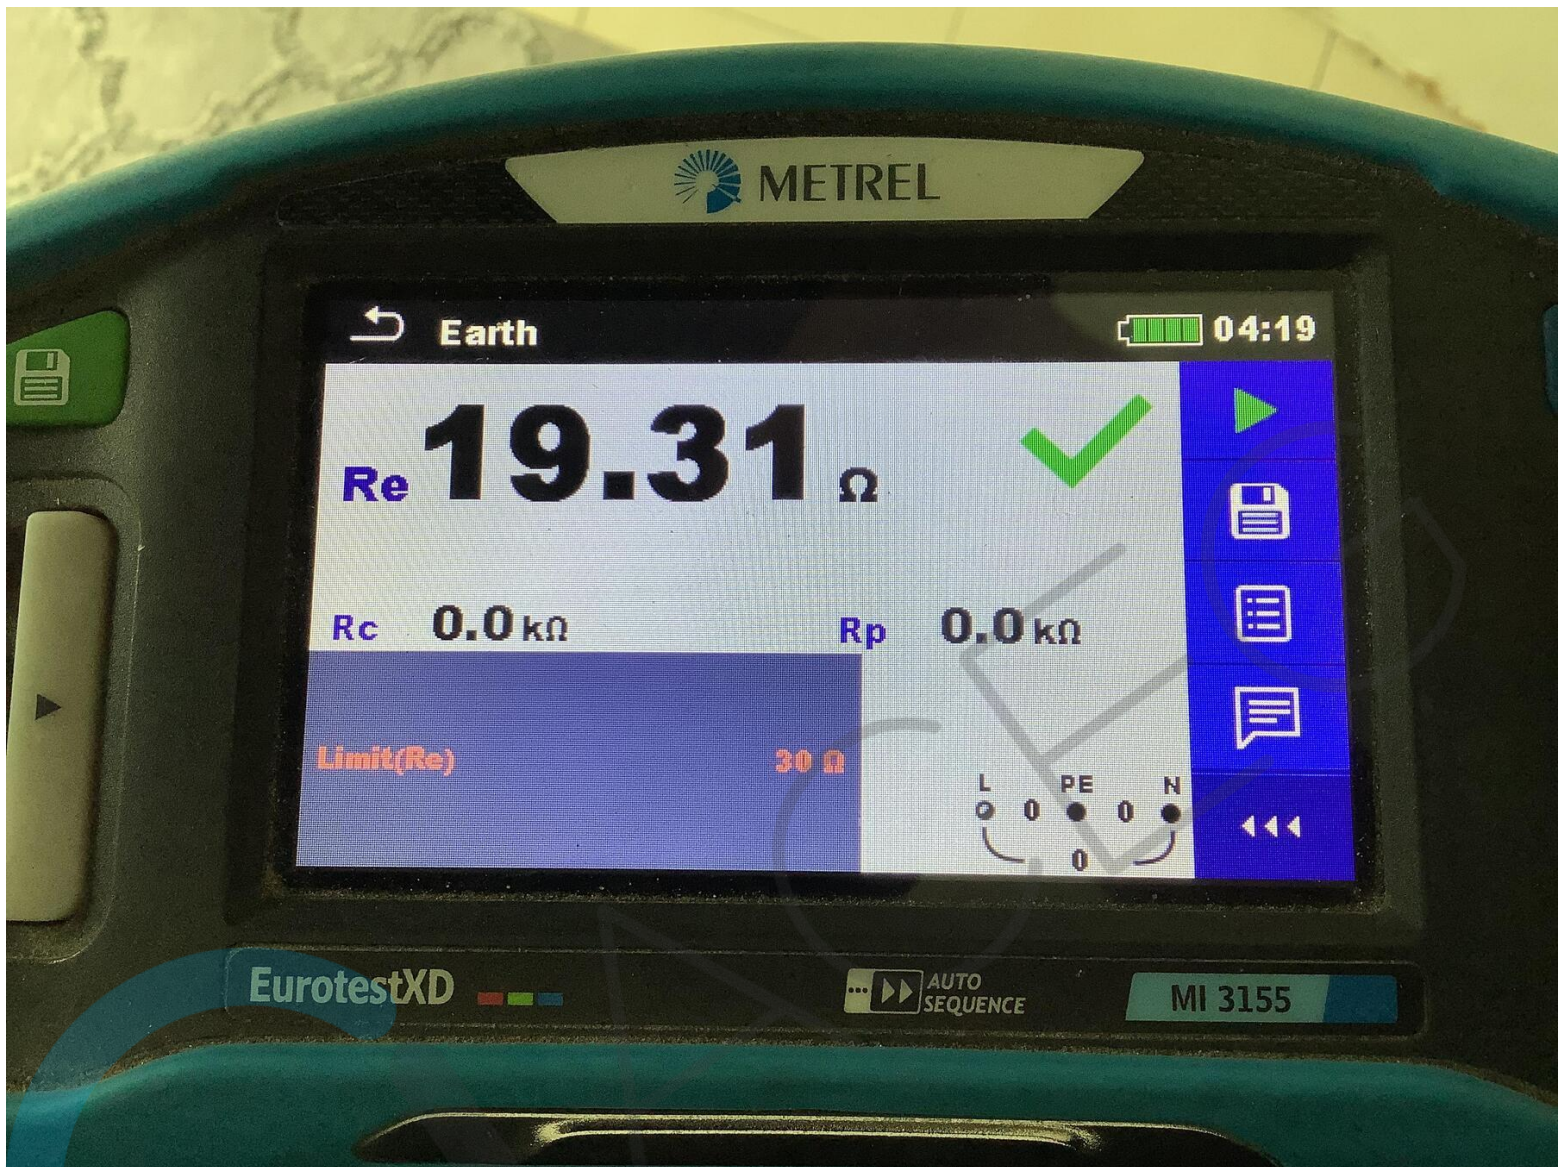 METREL
Earth 04:19
Re 19.31 Ω
Rc 0.0 kΩ Rp 0.0 kΩ
Limit(Re) 30 Ω
L PE N
0 0
0
EurotestXD AUTO SEQUENCE MI 3155